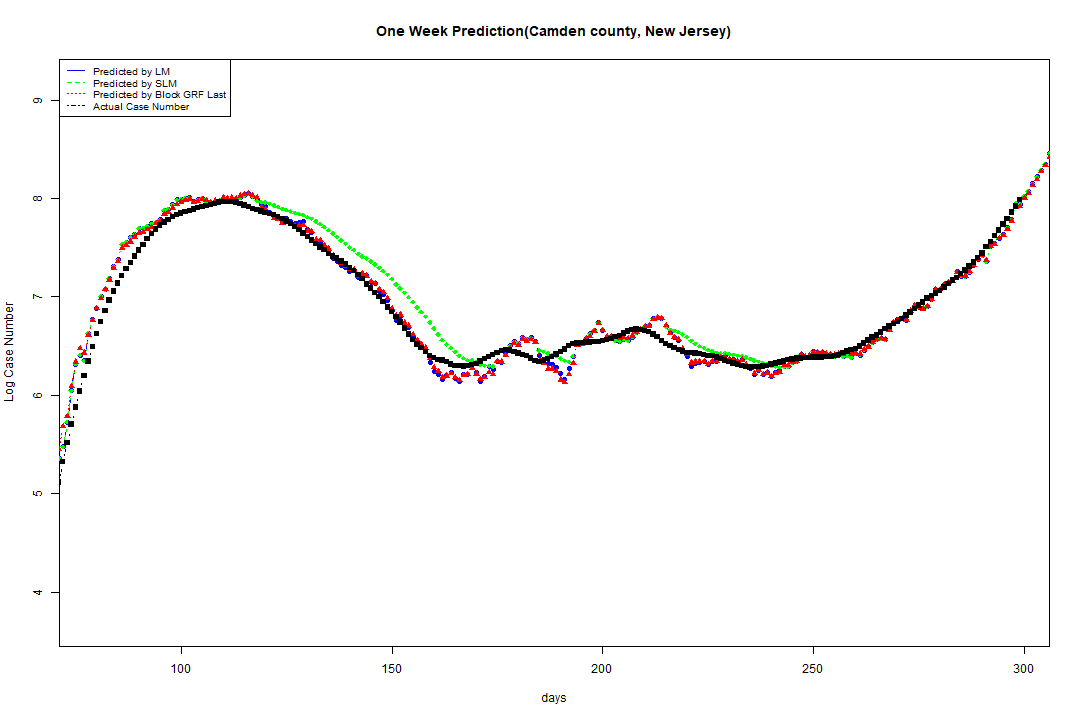 One Week Prediction(Camden county, New Jersey)
Predicted by LM
Predicted by SLM
Predicted by Block GRF Last
Actual Case Number
9
8
7
6
5
4
Log Case Number
100 150 200 250 300
days